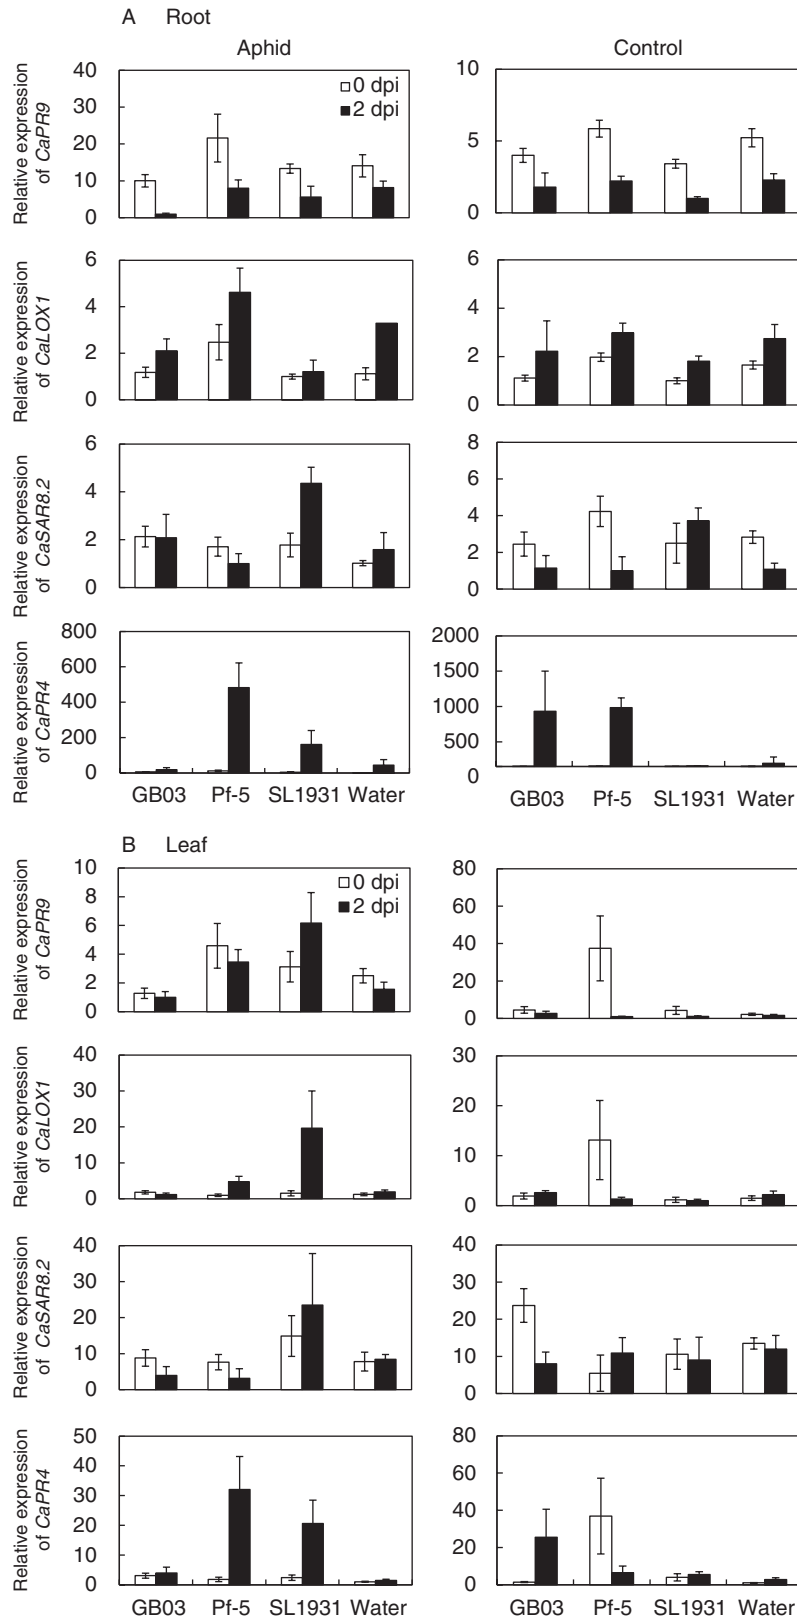 A Root
Aphid
Control
Relative expression
of CaPR9
40
30
20
10
0
0 dpi
2 dpi
10
5
0
Relative expression
of CaLOX1
6
4
2
0
6
4
2
0
Relative expression
of CaSAR8.2
6
4
2
0
8
6
4
2
0
Relative expression
of CaPR4
800
600
400
200
0
2000
1500
1000
500
0
GB03 Pf-5 SL1931 Water
GB03 Pf-5 SL1931 Water
B Leaf
Relative expression
of CaPR9
10
8
6
4
2
0
0 dpi
2 dpi
80
60
40
20
0
Relative expression
of CaLOX1
40
30
20
10
0
30
20
10
0
Relative expression
of CaSAR8.2
40
30
20
10
0
40
30
20
10
0
Relative expression
of CaPR4
50
40
30
20
10
0
80
60
40
20
0
GB03 Pf-5 SL1931 Water
GB03 Pf-5 SL1931 Water